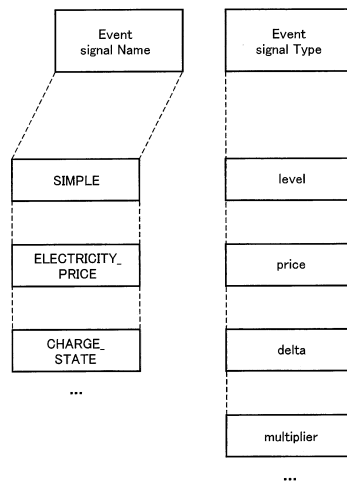 Event
signal Name
Event
signal Type
SIMPLE
level
ELECTRICITY_
PRICE
price
CHARGE_
STATE
delta
...
multiplier
...